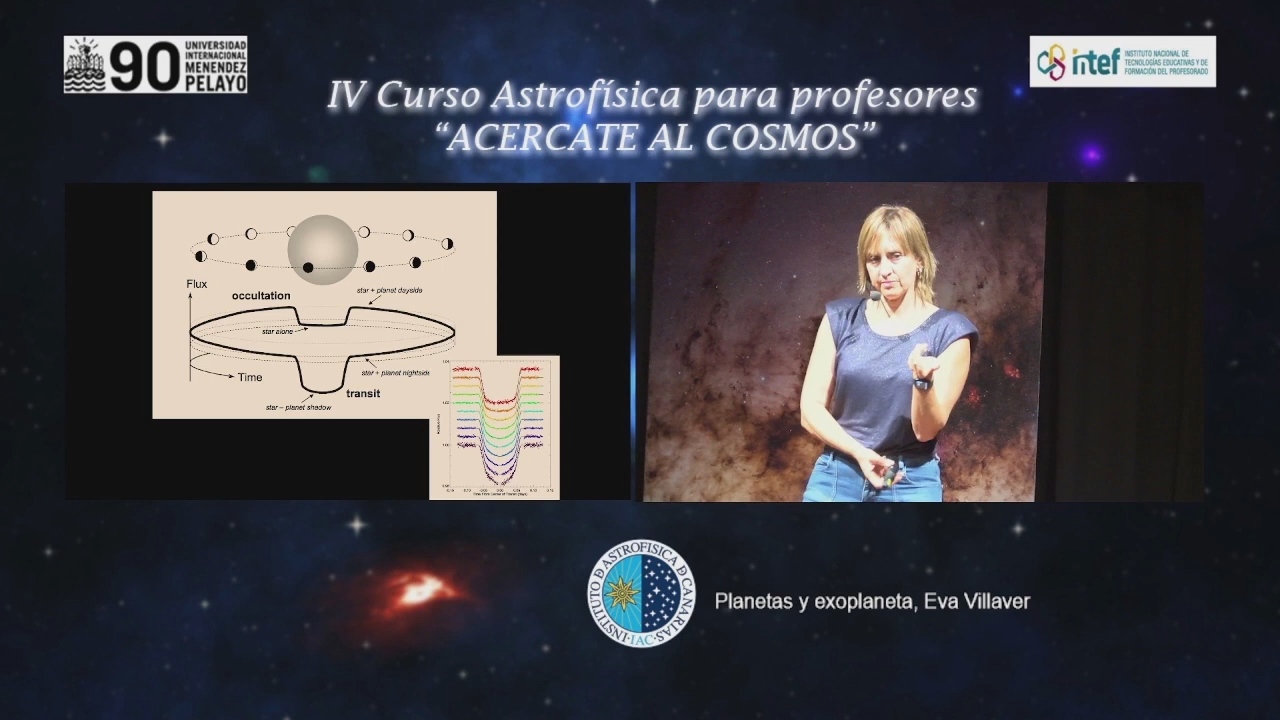 90
UNIVERSIDAD
INTERNACIONAL
MENENDEZ
PELAYO
intef
INSTITUTO NACIONAL DE
TECNOLOGÍAS EDUCATIVAS Y DE
FORMACIÓN DEL PROFESORADO
IV Curso Astrofísica para profesores
“ACERCATE AL COSMOS”
Flux
occultation
star + planet dayside
star alone
star + planet nightside
Time
transit
star – planet shadow
INSTITUTO D ASTROFISICA D CANARIAS
·IAC·
Planetas y exoplaneta, Eva Villaver